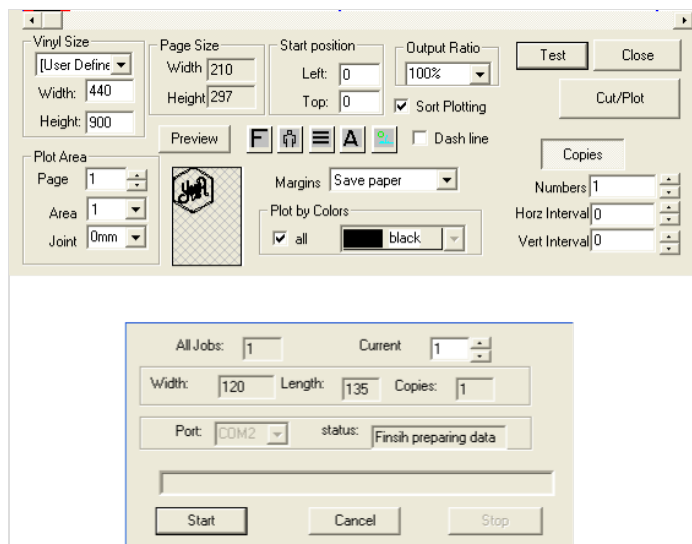 Vinyl Size
[User Define
Width: 440
Height: 900
Page Size
Width 210
Height 297
Start position
Left: 0
Top: 0
Output Ratio
100%
Sort Plotting
Test
Close
Cut/Plot
Preview
F
A
Dash line
Plot Area
Page 1
Area 1
Joint 0mm
Margins Save paper
Plot by Colors
all
black
Copies
Numbers 1
Horz Interval 0
Vert Interval 0
All Jobs: 1
Current 1
Width: 120 Length: 135 Copies: 1
Port: COM2 status: Finsih preparing data
Start
Cancel
Stop